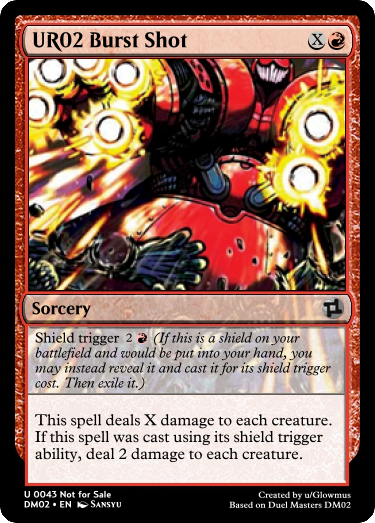 UR02 Burst Shot X
Sorcery
Shield trigger 2 (If this is a shield on your
battlefield and would be put into your hand, you
may instead reveal it and cast it for its shield trigger
cost. Then exile it.)
This spell deals X damage to each creature.
If this spell was cast using its shield trigger
ability, deal 2 damage to each creature.
U 0043 Not for Sale
DM02 • EN SANSYU
Created by u/Glowmus
Based on Duel Masters DM02